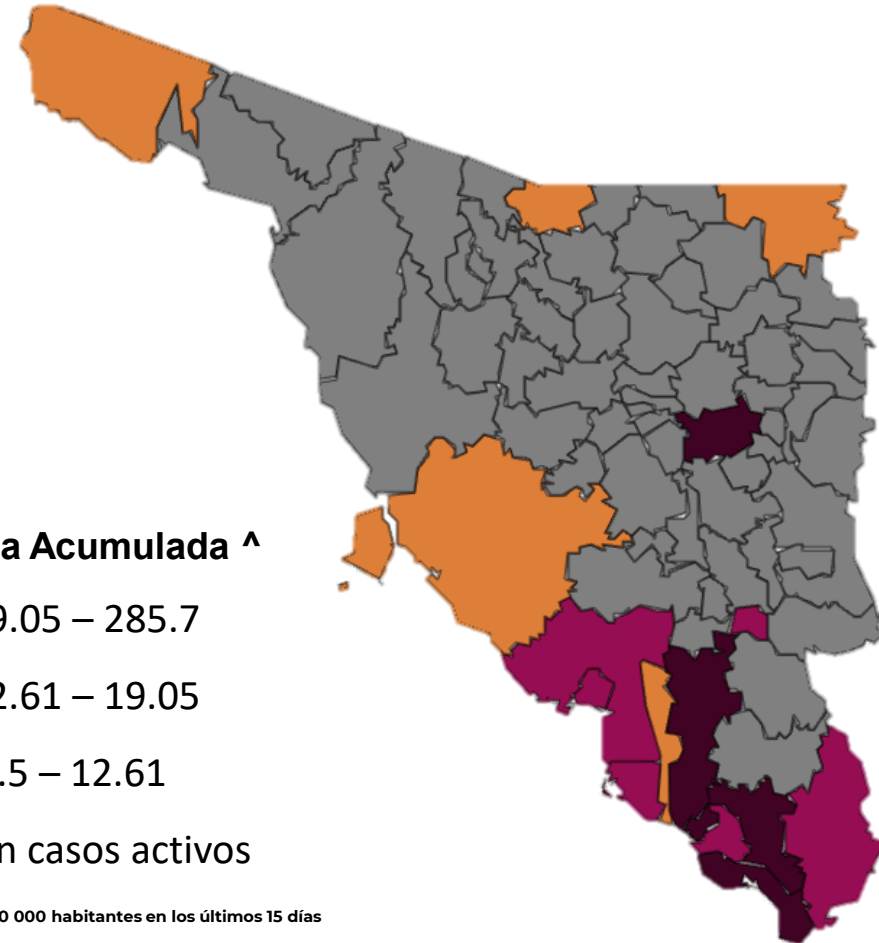 a Acumulada ^
9.05 – 285.7
2.61 – 19.05
.5 – 12.61
n casos activos
0 000 habitantes en los últimos 15 días